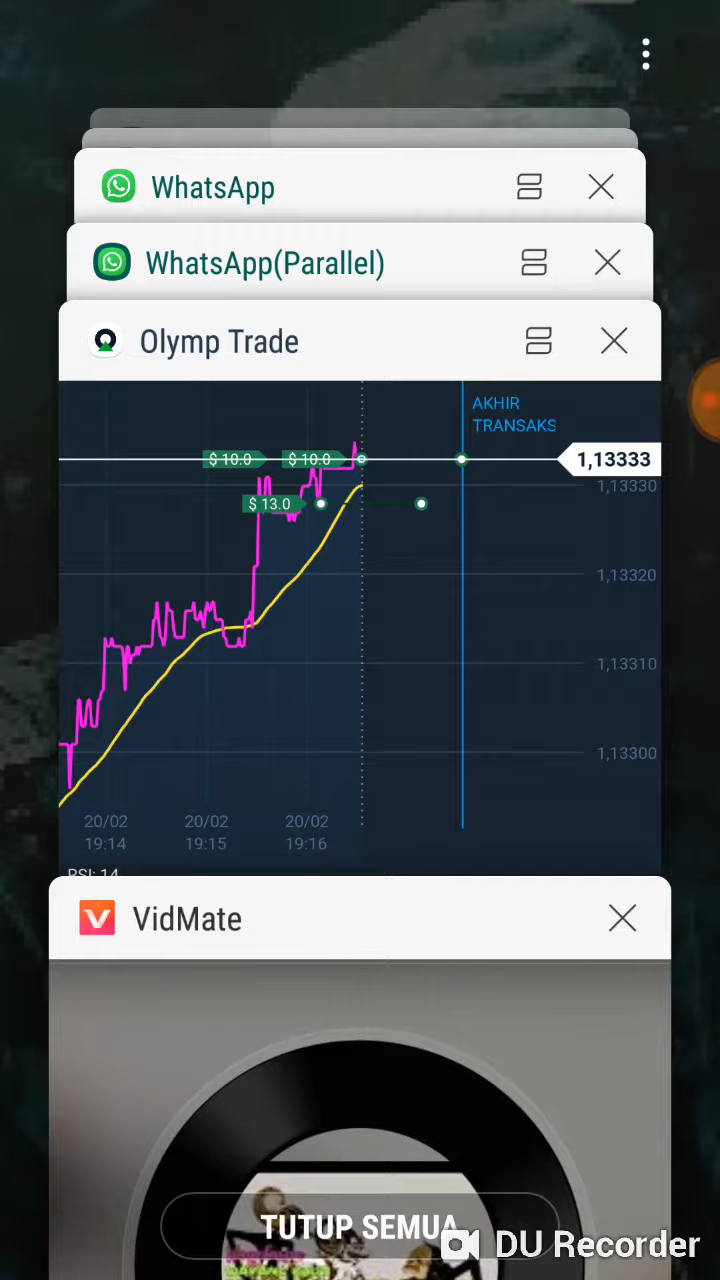 WhatsApp
WhatsApp(Parallel)
Olymp Trade
AKHIR
TRANSAKS
$ 10.0
$ 10.0
1,13333
1,13330
$ 13.0
1,13320
1,13310
1,13300
20/02 20/02 20/02
19:14 19:15 19:16
RSI: 14
VidMate
TUTUP SEMUA
DU Recorder